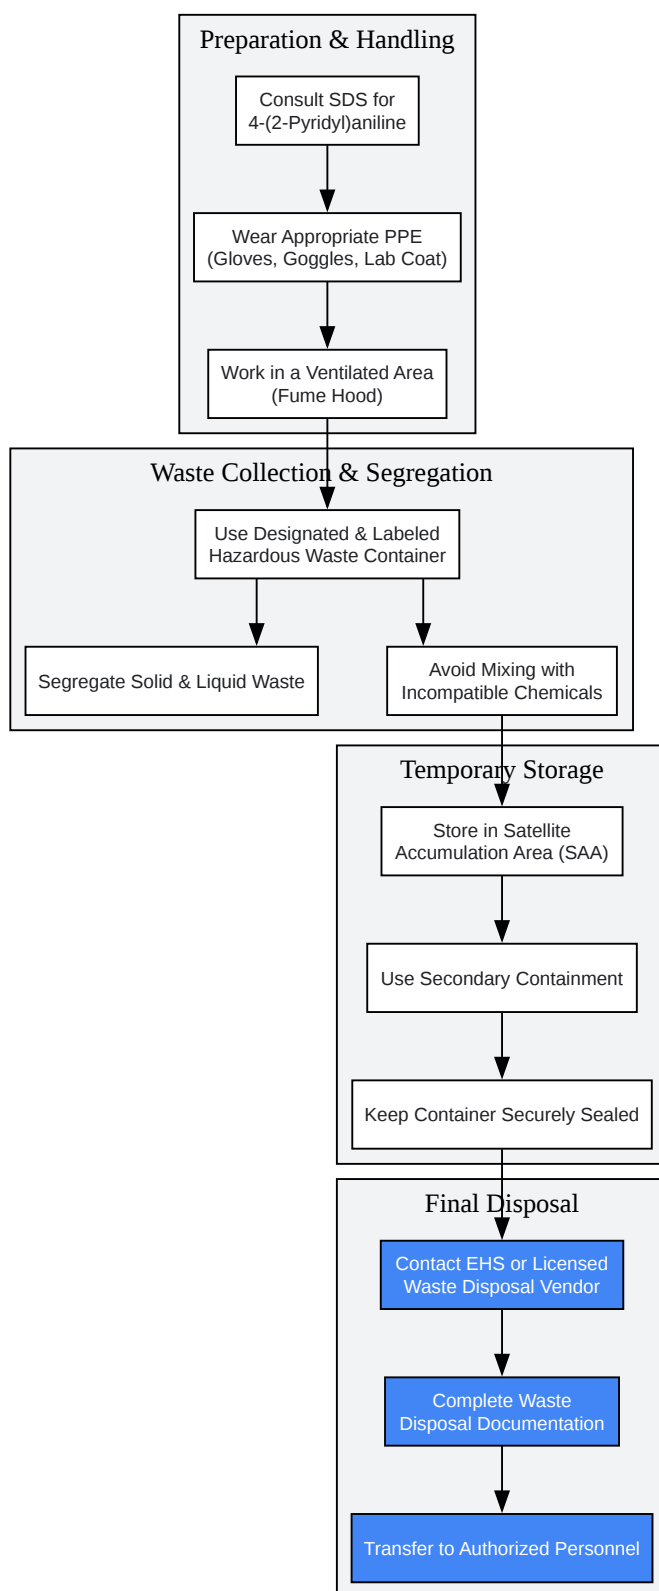 Preparation & Handling
Consult SDS for
4-(2-Pyridyl)aniline
Wear Appropriate PPE
(Gloves, Goggles, Lab Coat)
Work in a Ventilated Area
(Fume Hood)
Waste Collection & Segregation
Use Designated & Labeled
Hazardous Waste Container
Segregate Solid & Liquid Waste
Avoid Mixing with
Incompatible Chemicals
Temporary Storage
Store in Satellite
Accumulation Area (SAA)
Use Secondary Containment
Keep Container Securely Sealed
Final Disposal
Contact EHS or Licensed
Waste Disposal Vendor
Complete Waste
Disposal Documentation
Transfer to Authorized Personnel